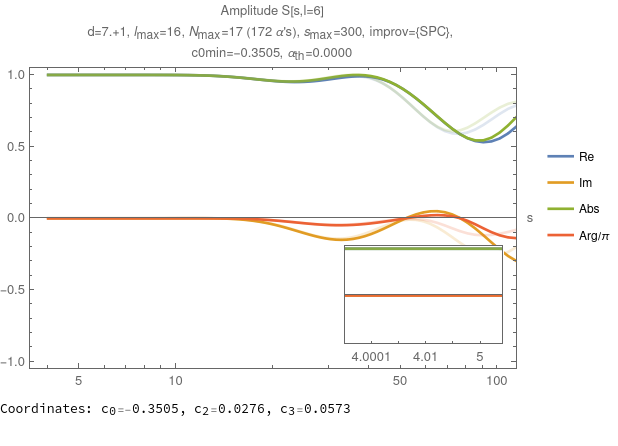 Amplitude S[s,l=6]
d=7.+1, lmax=16, Nmax=17 (172 α's), smax=300, improv={SPC},
c0min=−0.3505, αth=0.0000
1.0
0.5
0.0
−0.5
−1.0
s
5 10 50 100
4.0001 4.01 5
Re
Im
Abs
Arg/π
Coordinates: c0=-0.3505, c2=0.0276, c3=0.0573